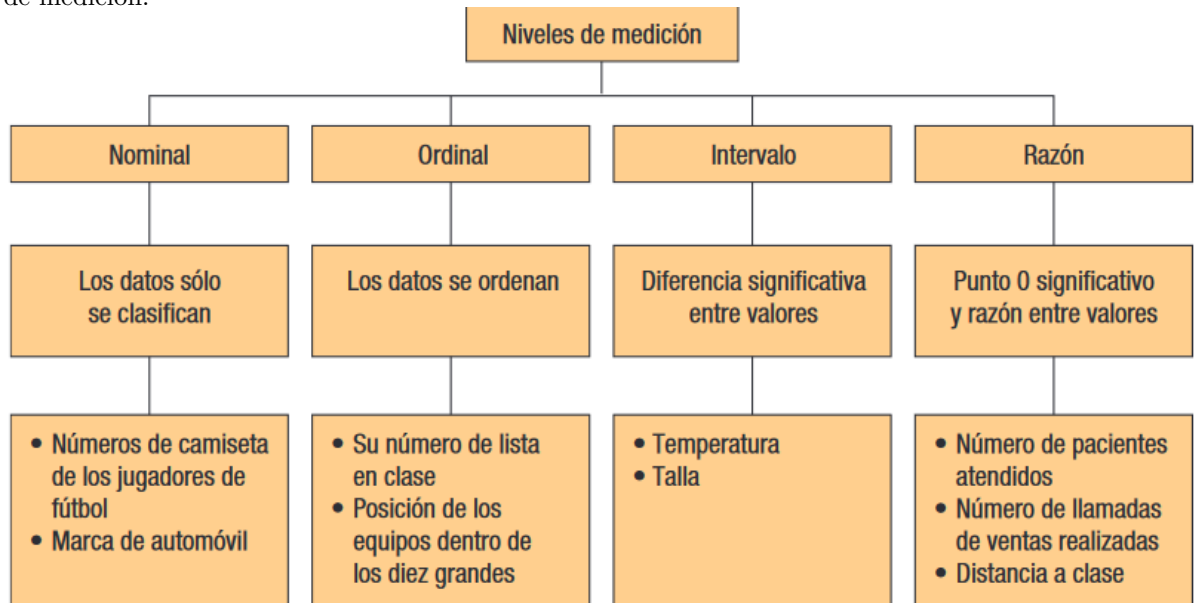 de medición.
Niveles de medición
Nominal
Ordinal
Intervalo
Razón
Los datos sólo
se clasifican
Los datos se ordenan
Diferencia significativa
entre valores
Punto 0 significativo
y razón entre valores
• Números de camiseta
de los jugadores de
fútbol
• Marca de automóvil
• Su número de lista
en clase
• Posición de los
equipos dentro de
los diez grandes
• Temperatura
• Talla
• Número de pacientes
atendidos
• Número de llamadas
de ventas realizadas
• Distancia a clase